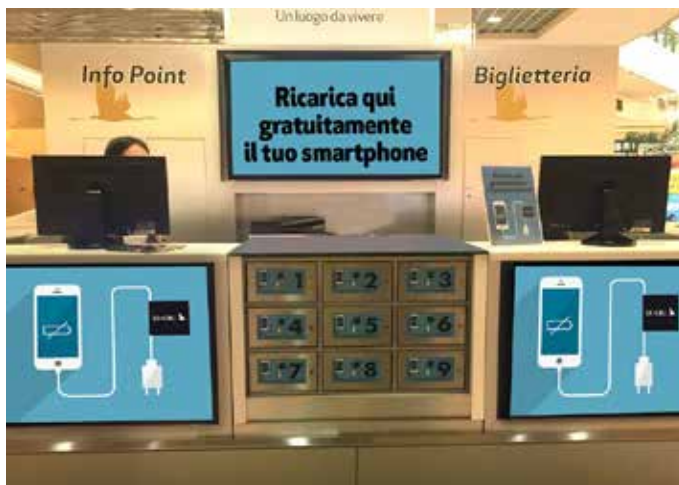 Un luogo da vivere
Info Point
Biglietteria
Ricarica qui
gratuitamente
il tuo smartphone
1 2 3
4 5 6
7 8 9